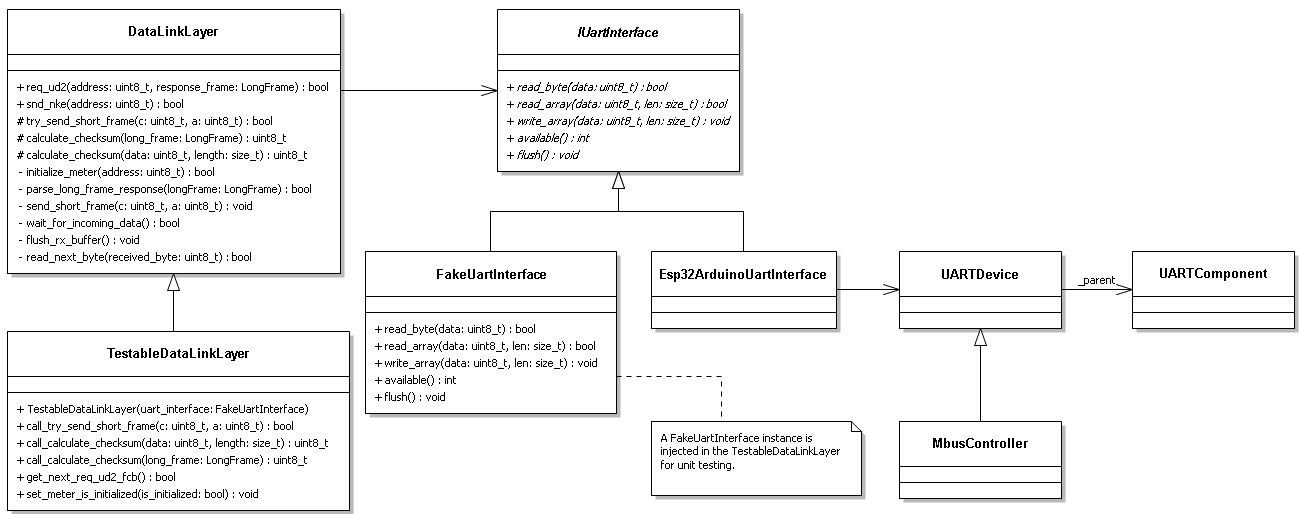 DataLinkLayer
+ req_ud2(address: uint8_t, response_frame: LongFrame) : bool
+ snd_nke(address: uint8_t) : bool
# try_send_short_frame(c: uint8_t, a: uint8_t) : bool
# calculate_checksum(long_frame: LongFrame) : uint8_t
# calculate_checksum(data: uint8_t, length: size_t) : uint8_t
- initialize_meter(address: uint8_t) : bool
- parse_long_frame_response(longFrame: LongFrame) : bool
- send_short_frame(c: uint8_t, a: uint8_t) : void
- wait_for_incoming_data() : bool
- flush_rx_buffer() : void
- read_next_byte(received_byte: uint8_t) : bool
IUartInterface
+ read_byte(data: uint8_t) : bool
+ read_array(data: uint8_t, len: size_t) : bool
+ write_array(data: uint8_t, len: size_t) : void
+ available() : int
+ flush() : void
FakeUartInterface
+ read_byte(data: uint8_t) : bool
+ read_array(data: uint8_t, len: size_t) : bool
+ write_array(data: uint8_t, len: size_t) : void
+ available() : int
+ flush() : void
Esp32ArduinoUartInterface
UARTDevice
_parent
UARTComponent
TestableDataLinkLayer
+ TestableDataLinkLayer(uart_interface: FakeUartInterface)
+ call_try_send_short_frame(c: uint8_t, a: uint8_t) : bool
+ call_calculate_checksum(data: uint8_t, length: size_t) : uint8_t
+ call_calculate_checksum(long_frame: LongFrame) : uint8_t
+ get_next_req_ud2_fcb() : bool
+ set_meter_is_initialized(is_initialized: bool) : void
A FakeUartInterface instance is
injected in the TestableDataLinkLayer
for unit testing.
MbusController